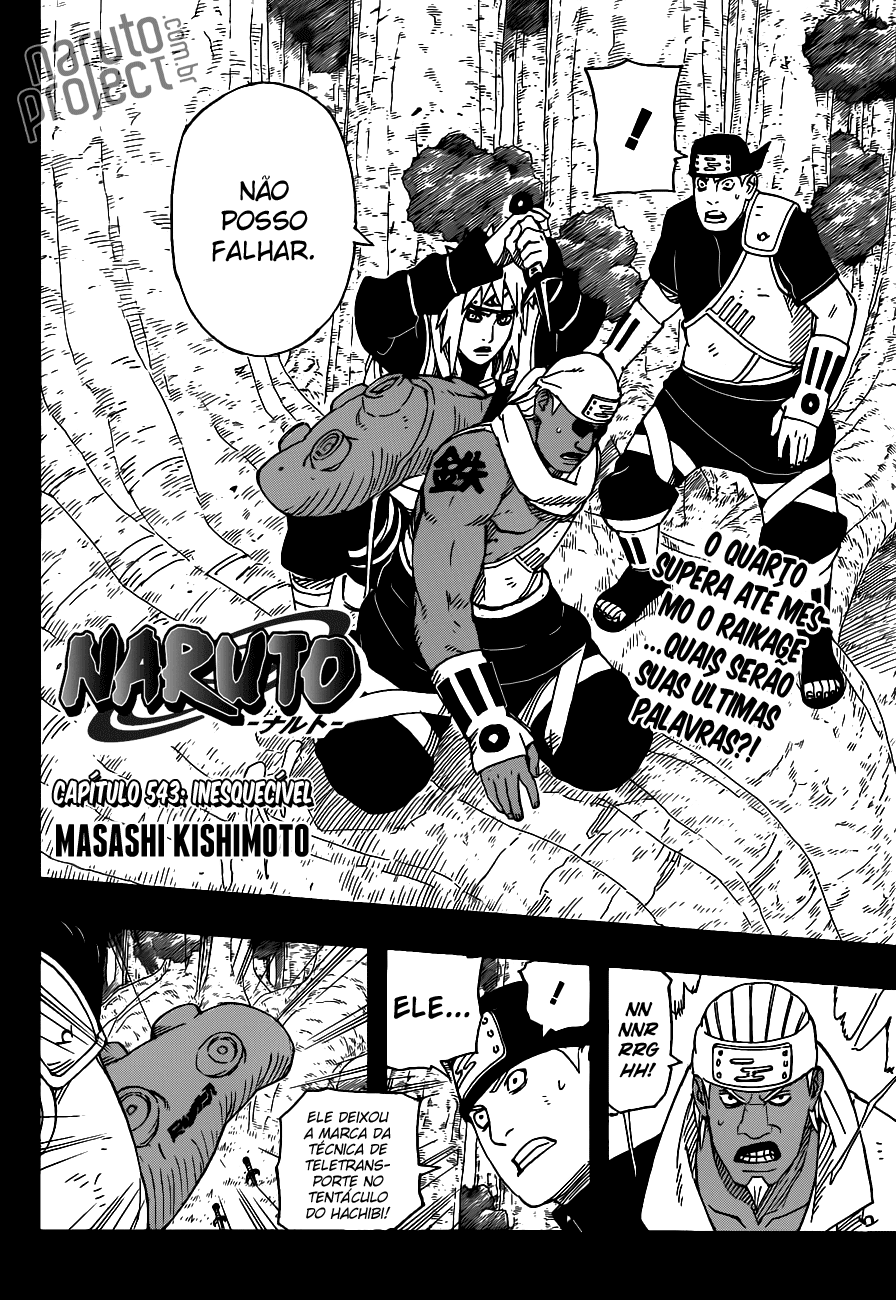 naruto
project
.com.br
!
NÃO
POSSO
FALHAR.
鉄
O QUARTO
SUPERA ATE MES-
MO O RAIKAGE
...QUAIS SERÃO
SUAS ULTIMAS
PALAVRAS?!
NARUTO
-ナルト-
CAPÍTULO 543: INESQUECÍVEL
MASASHI KISHIMOTO
NN
NNR
RRG
HH!
!
ELE...
ELE DEIXOU
A MARCA DA
TÉCNICA DE
TELETRANS-
PORTE NO
TENTÁCULO
DO HACHIBI!